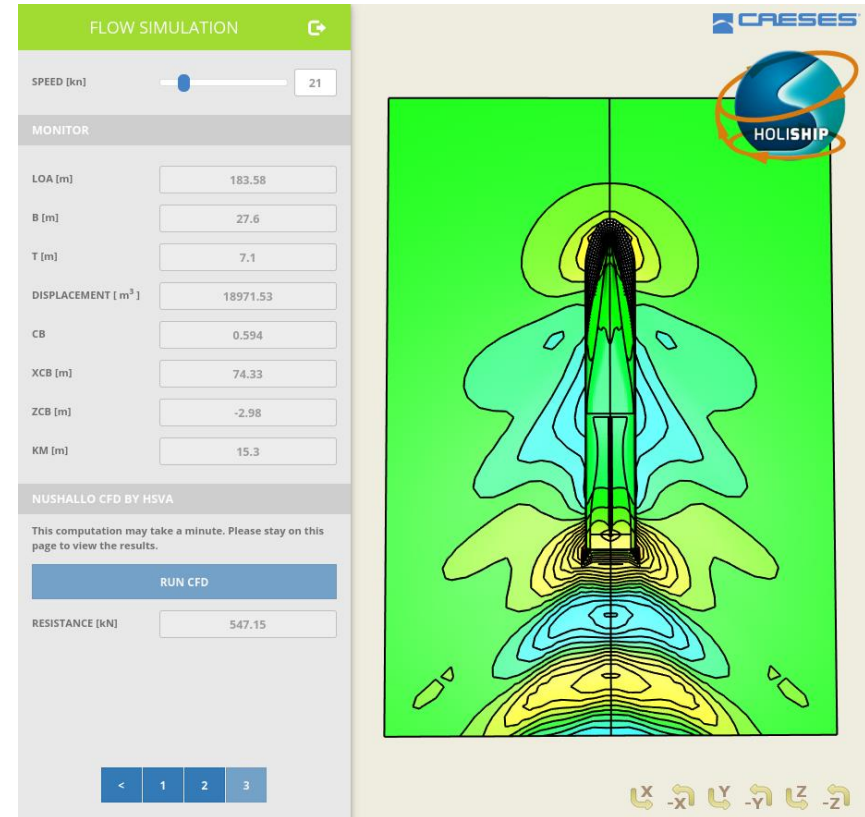 FLOW SIMULATION
CAESES
HOLISHIP
SPEED [kn] 21
MONITOR
LOA [m] 183.58
B [m] 27.6
T [m] 7.1
DISPLACEMENT [ m³ ] 18971.53
CB 0.594
XCB [m] 74.33
ZCB [m] -2.98
KM [m] 15.3
NUSHALLO CFD BY HSVA
This computation may take a minute. Please stay on this
page to view the results.
RUN CFD
RESISTANCE [kN] 547.15
< 1 2 3
X -X Y -Y Z -Z